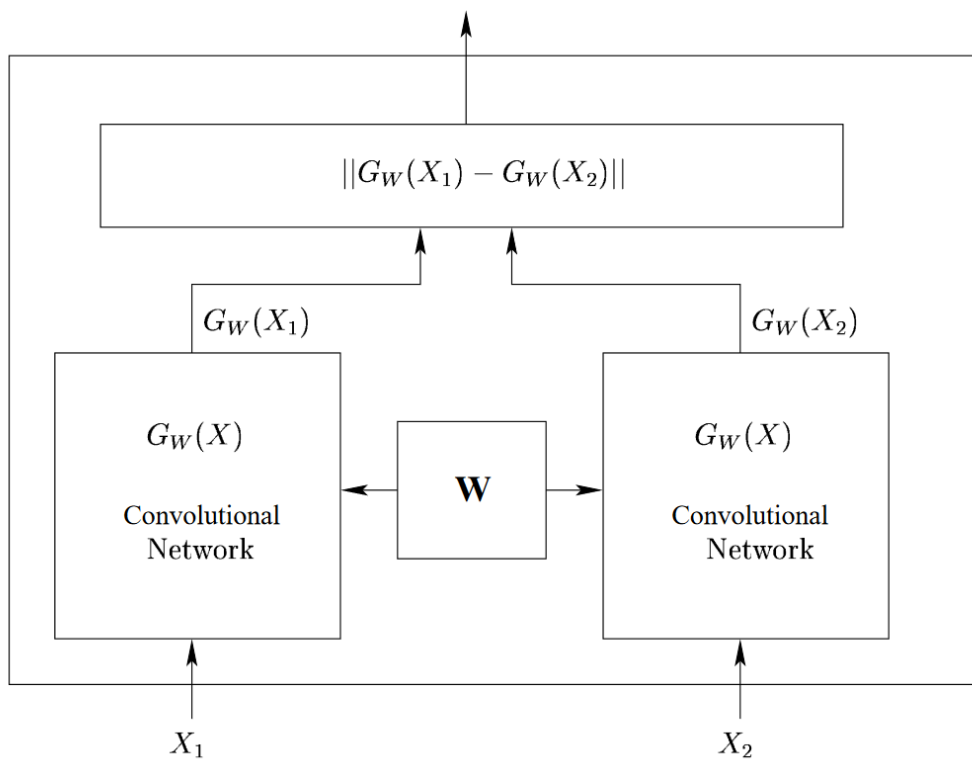 ||G_W(X_1) − G_W(X_2)||
G_W(X_1)
G_W(X_2)
G_W(X)
Convolutional
Network
W
G_W(X)
Convolutional
Network
X_1
X_2